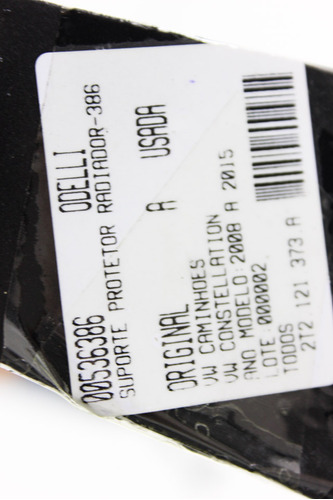 00536386 ODELLI
SUPORTE PROTETOR RADIADOR-386
ORIGINAL A USADA
VW CAMINHOES
VW CONSTELLATION
ANO MODELO:2008 A 2015
LOTE:000002
TODOS
2T2.121 373 A